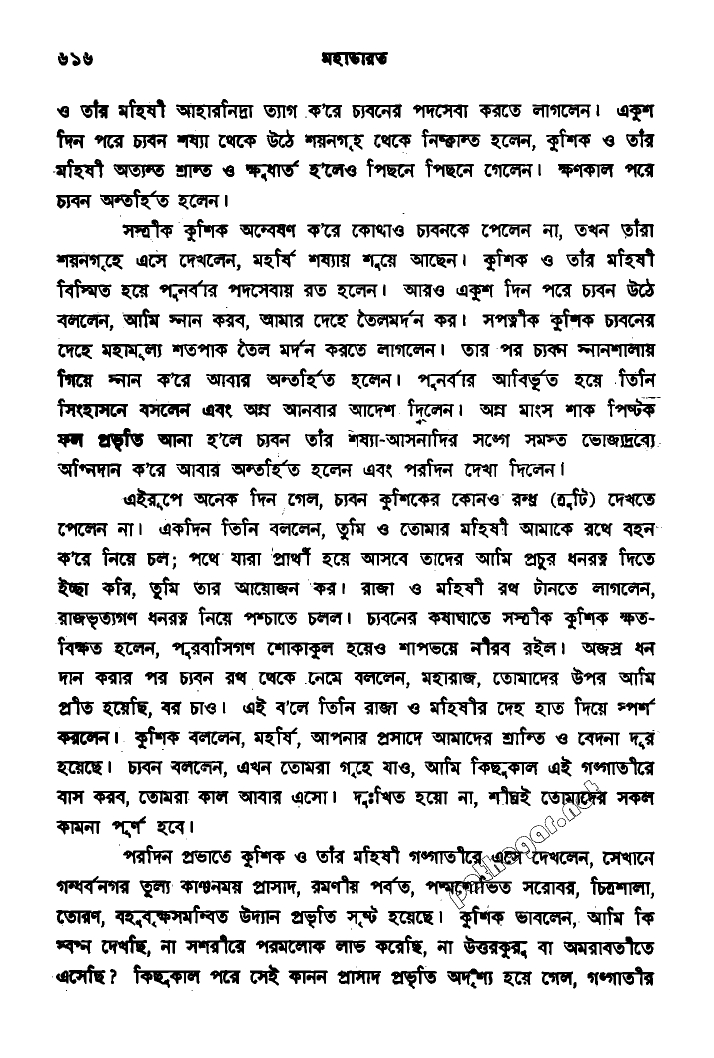 ৬১৬ মহাভারত
ও তাঁর মহিষী আহারনিদ্রা ত্যাগ ক'রে চ্যবনের পদসেবা করতে লাগলেন। একুশ
দিন পরে চ্যবন শয্যা থেকে উঠে শয়নগৃহ থেকে নিষ্ক্রান্ত হলেন, কুশিক ও তাঁর
মহিষী অত্যন্ত শ্রান্ত ও ক্ষুধার্ত হ'লেও পিছনে পিছনে গেলেন। ক্ষণকাল পরে
চ্যবন অন্তর্হিত হলেন।
সস্ত্রীক কুশিক অন্বেষণ ক'রে কোথাও চ্যবনকে পেলেন না, তখন তাঁরা
শয়নগৃহে এসে দেখলেন, মহর্ষি শয্যায় শুয়ে আছেন। কুশিক ও তাঁর মহিষী
বিস্মিত হয়ে পুনর্বার পদসেবায় রত হলেন। আরও একুশ দিন পরে চ্যবন উঠে
বললেন, আমি স্নান করব, আমার দেহে তৈলমর্দন কর। সপত্নীক কুশিক চ্যবনের
দেহে মহামূল্য শতপাক তৈল মর্দন করতে লাগলেন। তার পর চ্যবন স্নানশালায়
গিয়ে স্নান ক'রে আবার অন্তর্হিত হলেন। পুনর্বার আবির্ভূত হয়ে তিনি
সিংহাসনে বসলেন এবং অন্ন আনবার আদেশ দিলেন। অন্ন মাংস শাক পিষ্টক
ফল প্রভৃতি আনা হ'লে চ্যবন তাঁর শয্যা-আসনাদির সঙ্গে সমস্ত ভোজ্যদ্রব্যে
অগ্নিদান ক'রে আবার অন্তর্হিত হলেন এবং পরদিন দেখা দিলেন।
এইরূপে অনেক দিন গেল, চ্যবন কুশিকের কোনও রন্ধ্র (ত্রুটি) দেখতে
পেলেন না। একদিন তিনি বললেন, তুমি ও তোমার মহিষী আমাকে রথে বহন
ক'রে নিয়ে চল; পথে যারা প্রার্থী হয়ে আসবে তাদের আমি প্রচুর ধনরত্ন দিতে
ইচ্ছা করি, তুমি তার আয়োজন কর। রাজা ও মহিষী রথ টানতে লাগলেন,
রাজভৃত্যগণ ধনরত্ন নিয়ে পশ্চাতে চলল। চ্যবনের কষাঘাতে সস্ত্রীক কুশিক ক্ষত-
বিক্ষত হলেন, পুরবাসিগণ শোকাকুল হয়েও শাপভয়ে নীরব রইল। অজস্র ধন
দান করার পর চ্যবন রথ থেকে নেমে বললেন, মহারাজ, তোমাদের উপর আমি
প্রীত হয়েছি, বর চাও। এই ব'লে তিনি রাজা ও মহিষীর দেহ হাত দিয়ে স্পর্শ
করলেন। কুশিক বললেন, মহর্ষি, আপনার প্রসাদে আমাদের শ্রান্তি ও বেদনা দূর
হয়েছে। চ্যবন বললেন, এখন তোমরা গৃহে যাও, আমি কিছুকাল এই গঙ্গাতীরে
বাস করব, তোমরা কাল আবার এসো। দুঃখিত হয়ো না, শীঘ্রই তোমাদের সকল
কামনা পূর্ণ হবে।
পরদিন প্রভাতে কুশিক ও তাঁর মহিষী গঙ্গাতীরে এসে দেখলেন, সেখানে
গন্ধর্বনগর তুল্য কাঞ্চনময় প্রাসাদ, রমণীয় পর্বত, পদ্মশোভিত সরোবর, চিত্রশালা,
তোরণ, বহুবৃক্ষসমন্বিত উদ্যান প্রভৃতি সৃষ্ট হয়েছে। কুশিক ভাবলেন, আমি কি
স্বপ্ন দেখছি, না সশরীরে পরমলোক লাভ করেছি, না উত্তরকুরু বা অমরাবতীতে
এসেছি? কিছুকাল পরে সেই কানন প্রাসাদ প্রভৃতি অদৃশ্য হয়ে গেল, গঙ্গাতীর
pathagar.net